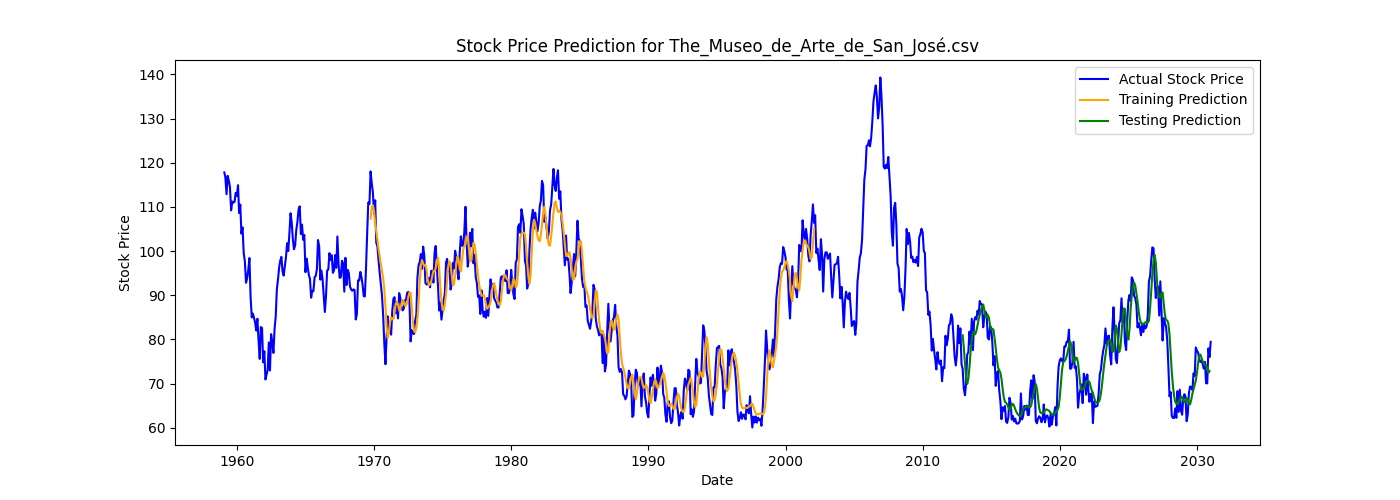 Stock Price Prediction for The_Museo_de_Arte_de_San_José.csv
Actual Stock Price
Training Prediction
Testing Prediction
Stock Price
140
130
120
110
100
90
80
70
60
1960 1970 1980 1990 2000 2010 2020 2030
Date